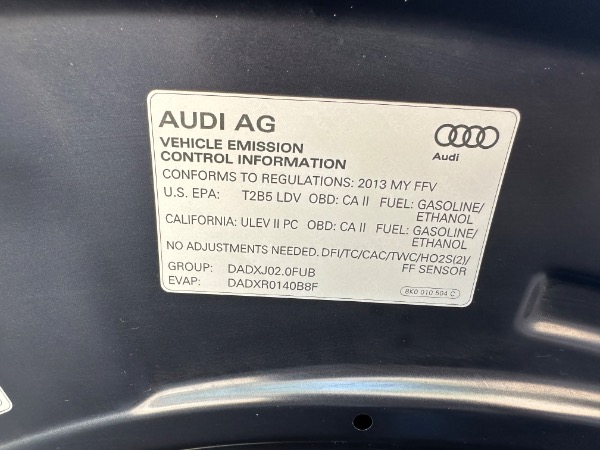 AUDI AG
Audi
VEHICLE EMISSION
CONTROL INFORMATION
CONFORMS TO REGULATIONS: 2013 MY FFV
U.S. EPA: T2B5 LDV OBD: CA II FUEL: GASOLINE/
ETHANOL
CALIFORNIA: ULEV II PC OBD: CA II FUEL: GASOLINE/
ETHANOL
NO ADJUSTMENTS NEEDED. DFI/TC/CAC/TWC/HO2S(2)/
FF SENSOR
GROUP: DADXJ02.0FUB
EVAP: DADXR0140B8F
8K0 010 504 C